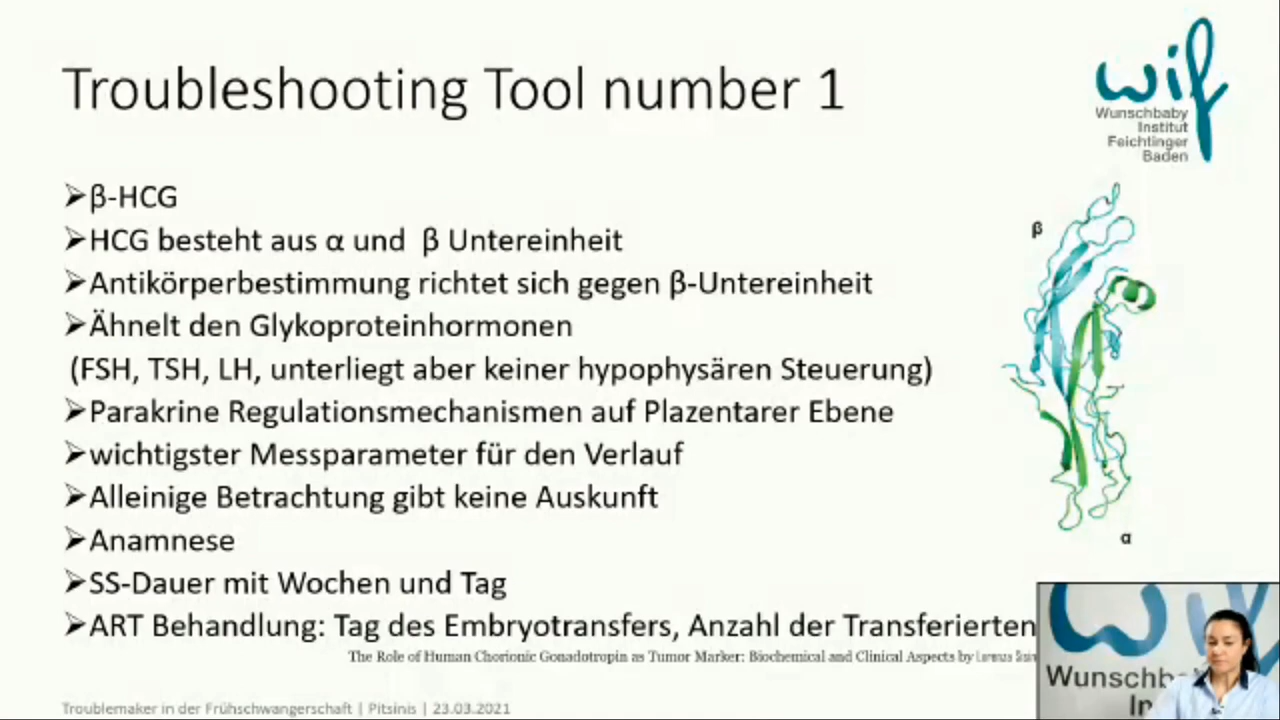 Troubleshooting Tool number 1
wif
Wunschbaby
Institut
Feichtinger
Baden
➢β-HCG
➢HCG besteht aus α und β Untereinheit
➢Antikörperbestimmung richtet sich gegen β-Untereinheit
➢Ähnelt den Glykoproteinhormonen
(FSH, TSH, LH, unterliegt aber keiner hypophysären Steuerung)
➢Parakrine Regulationsmechanismen auf Plazentarer Ebene
➢wichtigster Messparameter für den Verlauf
➢Alleinige Betrachtung gibt keine Auskunft
➢Anamnese
➢SS-Dauer mit Wochen und Tag
➢ART Behandlung: Tag des Embryotransfers, Anzahl der Transferierten
β
α
The Role of Human Chorionic Gonadotropin as Tumor Marker: Biochemical and Clinical Aspects by
Troublemaker in der Frühschwangerschaft | Pitsinis | 23.03.2021
Wunschb
In